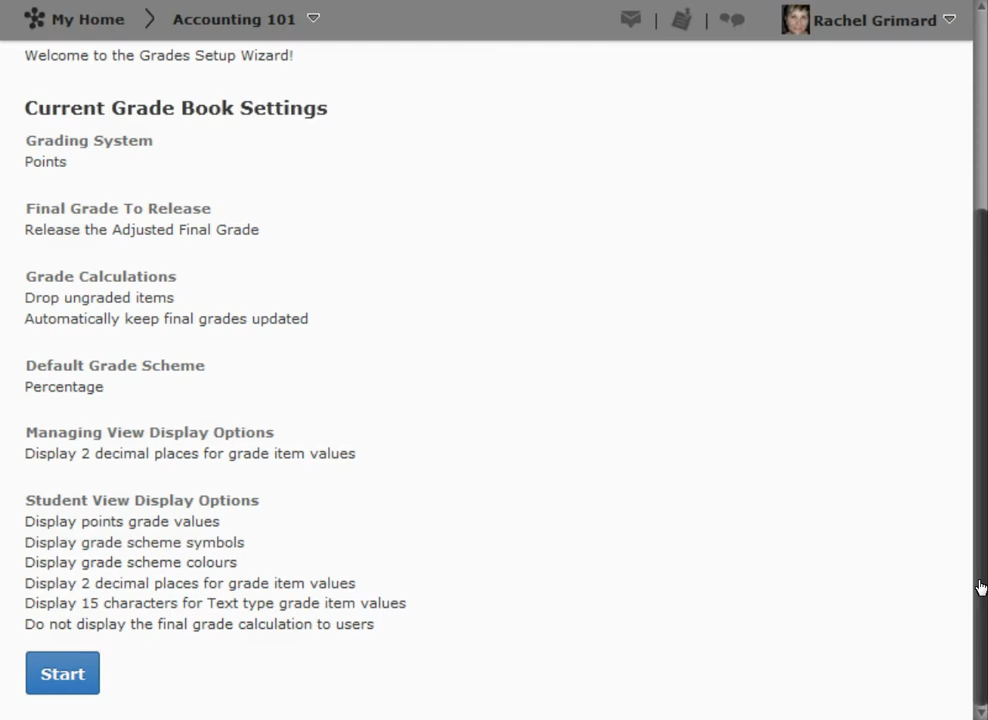 My Home Accounting 101 | | Rachel Grimard
Welcome to the Grades Setup Wizard!
Current Grade Book Settings
Grading System
Points
Final Grade To Release
Release the Adjusted Final Grade
Grade Calculations
Drop ungraded items
Automatically keep final grades updated
Default Grade Scheme
Percentage
Managing View Display Options
Display 2 decimal places for grade item values
Student View Display Options
Display points grade values
Display grade scheme symbols
Display grade scheme colours
Display 2 decimal places for grade item values
Display 15 characters for Text type grade item values
Do not display the final grade calculation to users
Start